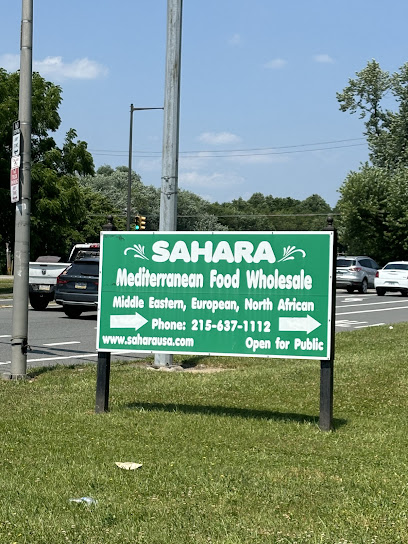 SAHARA
Mediterranean Food Wholesale
Middle Eastern, European, North African
Phone: 215-637-1112
www.saharausa.com Open for Public